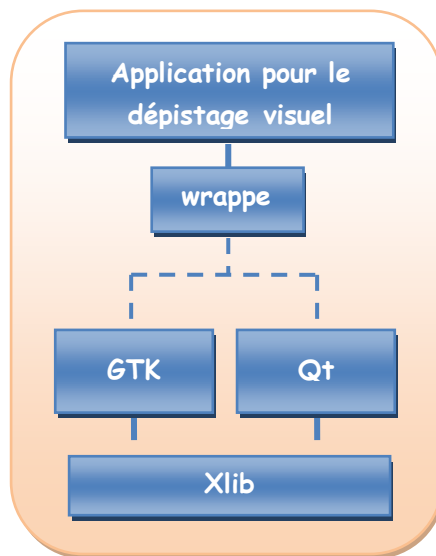 Application pour le
dépistage visuel
wrappe
GTK
Qt
Xlib